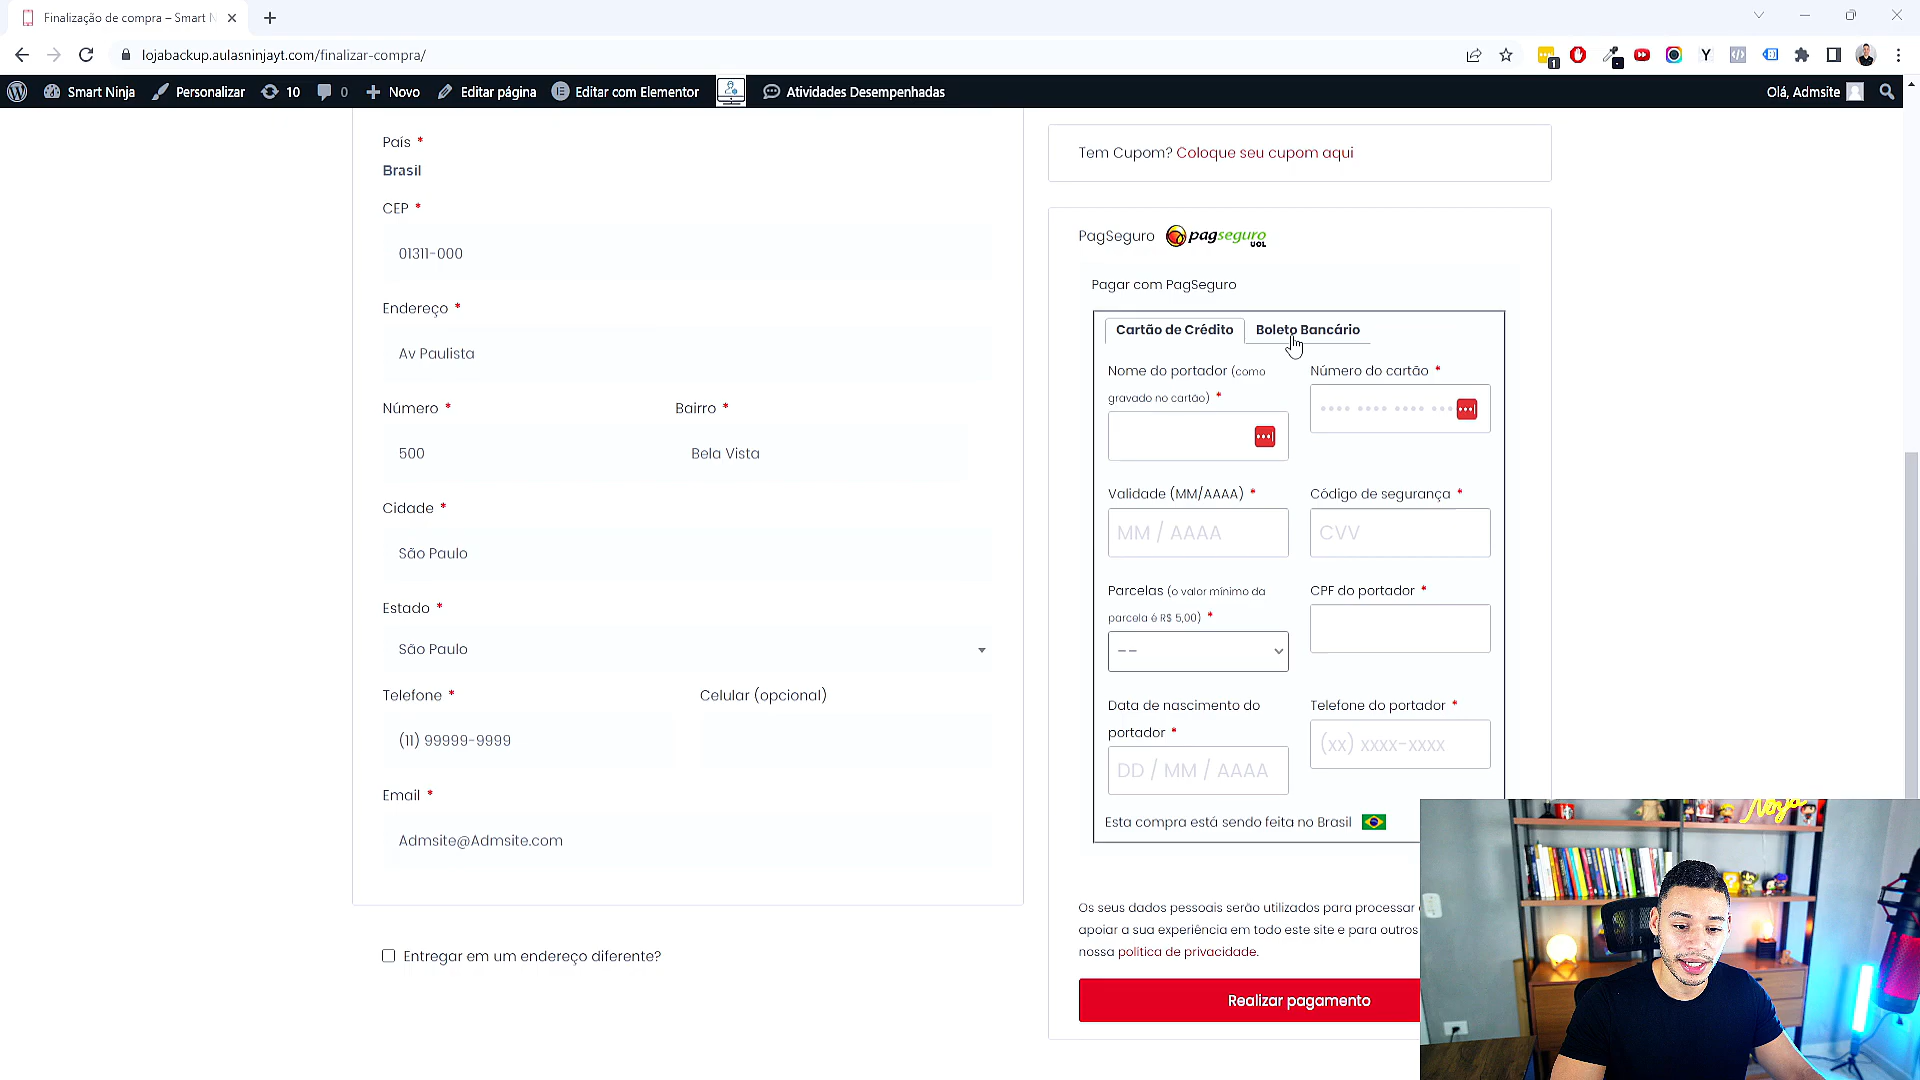 Finalização de compra – Smart N
lojabackup.aulasninjayt.com/finalizar-compra/
1
Y
Smart Ninja
Personalizar
10
0
Novo
Editar página
Editar com Elementor
Atividades Desempenhadas
Olá, Admsite
País *
Brasil
CEP *
01311-000
Endereço *
Av Paulista
Número *
Bairro *
500
Bela Vista
Cidade *
São Paulo
Estado *
São Paulo
Telefone *
Celular (opcional)
(11) 99999-9999
Email *
Admsite@Admsite.com
Entregar em um endereço diferente?
Tem Cupom? Coloque seu cupom aqui
PagSeguro pagseguro UOL
Pagar com PagSeguro
Cartão de Crédito
Boleto Bancário
Nome do portador (como gravado no cartão) *
Número do cartão *
Validade (MM/AAAA) *
Código de segurança *
MM / AAAA
CVV
Parcelas (o valor mínimo da parcela é R$ 5,00) *
CPF do portador *
--
Data de nascimento do portador *
Telefone do portador *
DD / MM / AAAA
(xx) xxxx-xxxx
Esta compra está sendo feita no Brasil
Os seus dados pessoais serão utilizados para processar
apoiar a sua experiência em todo este site e para outros
nossa política de privacidade.
Realizar pagamento
Ninja